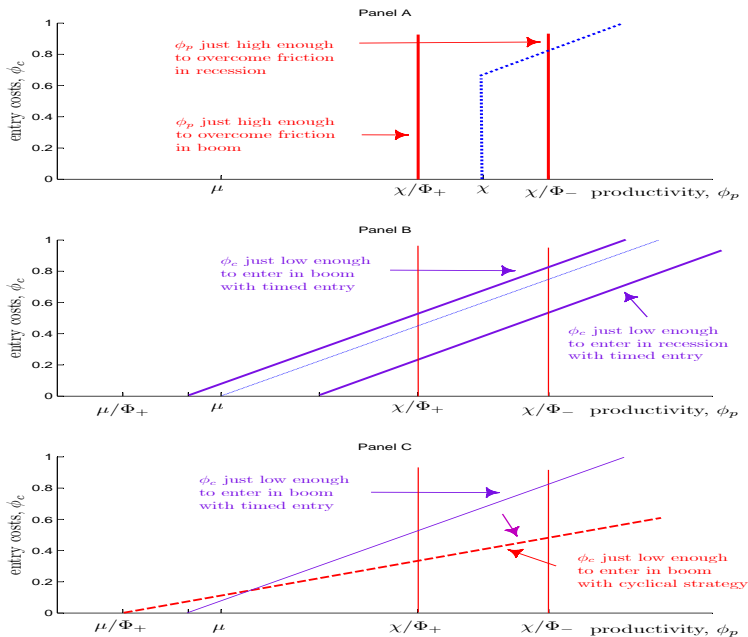 Panel A
entry costs, ϕc
1
0.8
0.6
0.4
0.2
0
ϕp just high enough
to overcome friction
in recession
ϕp just high enough
to overcome friction
in boom
μ
χ/Φ+
χ
χ/Φ−
productivity, ϕp
Panel B
entry costs, ϕc
1
0.8
0.6
0.4
0.2
0
ϕc just low enough
to enter in boom
with timed entry
ϕc just low enough
to enter in recession
with timed entry
μ/Φ+
μ
χ/Φ+
χ/Φ−
productivity, ϕp
Panel C
entry costs, ϕc
1
0.8
0.6
0.4
0.2
0
ϕc just low enough
to enter in boom
with timed entry
ϕc just low enough
to enter in boom
with cyclical strategy
μ/Φ+
μ
χ/Φ+
χ/Φ−
productivity, ϕp